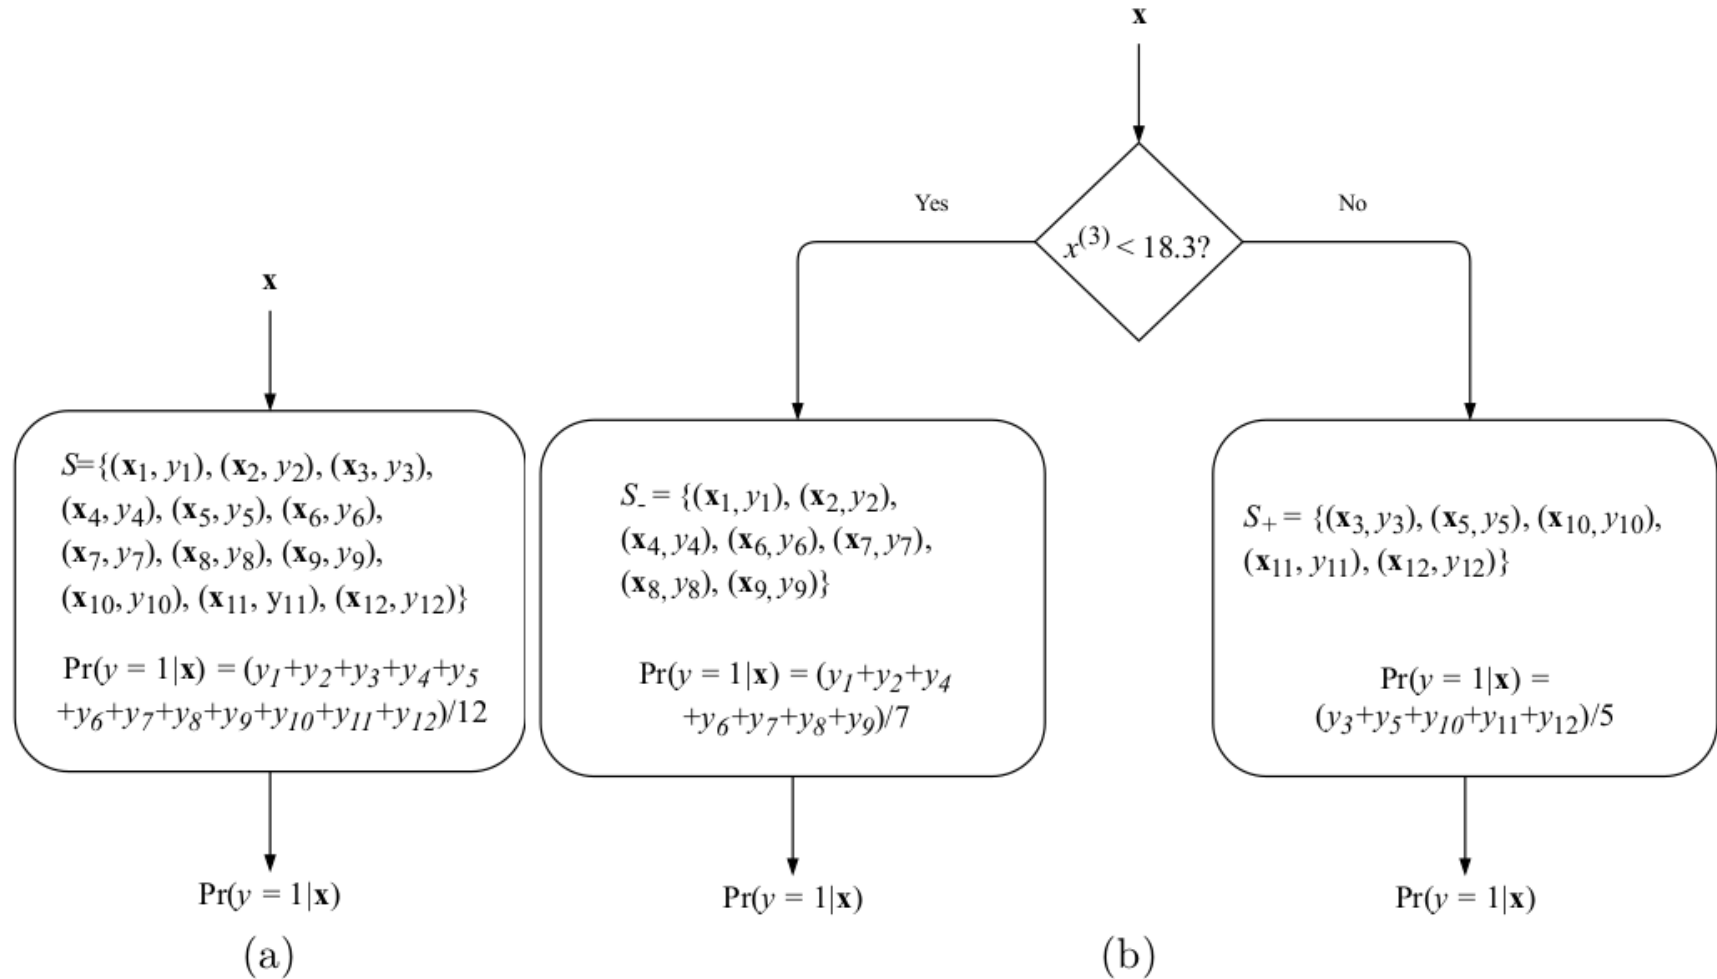 x
S={(x1, y1), (x2, y2), (x3, y3),
(x4, y4), (x5, y5), (x6, y6),
(x7, y7), (x8, y8), (x9, y9),
(x10, y10), (x11, y11), (x12, y12)}
Pr(y = 1|x) = (y1+y2+y3+y4+y5
+y6+y7+y8+y9+y10+y11+y12)/12
Pr(y = 1|x)
(a)
x
x(3) < 18.3?
Yes
No
S- = {(x1, y1), (x2, y2),
(x4, y4), (x6, y6), (x7, y7),
(x8, y8), (x9, y9)}
Pr(y = 1|x) = (y1+y2+y4
+y6+y7+y8+y9)/7
Pr(y = 1|x)
S+ = {(x3, y3), (x5, y5), (x10, y10),
(x11, y11), (x12, y12)}
Pr(y = 1|x) =
(y3+y5+y10+y11+y12)/5
Pr(y = 1|x)
(b)